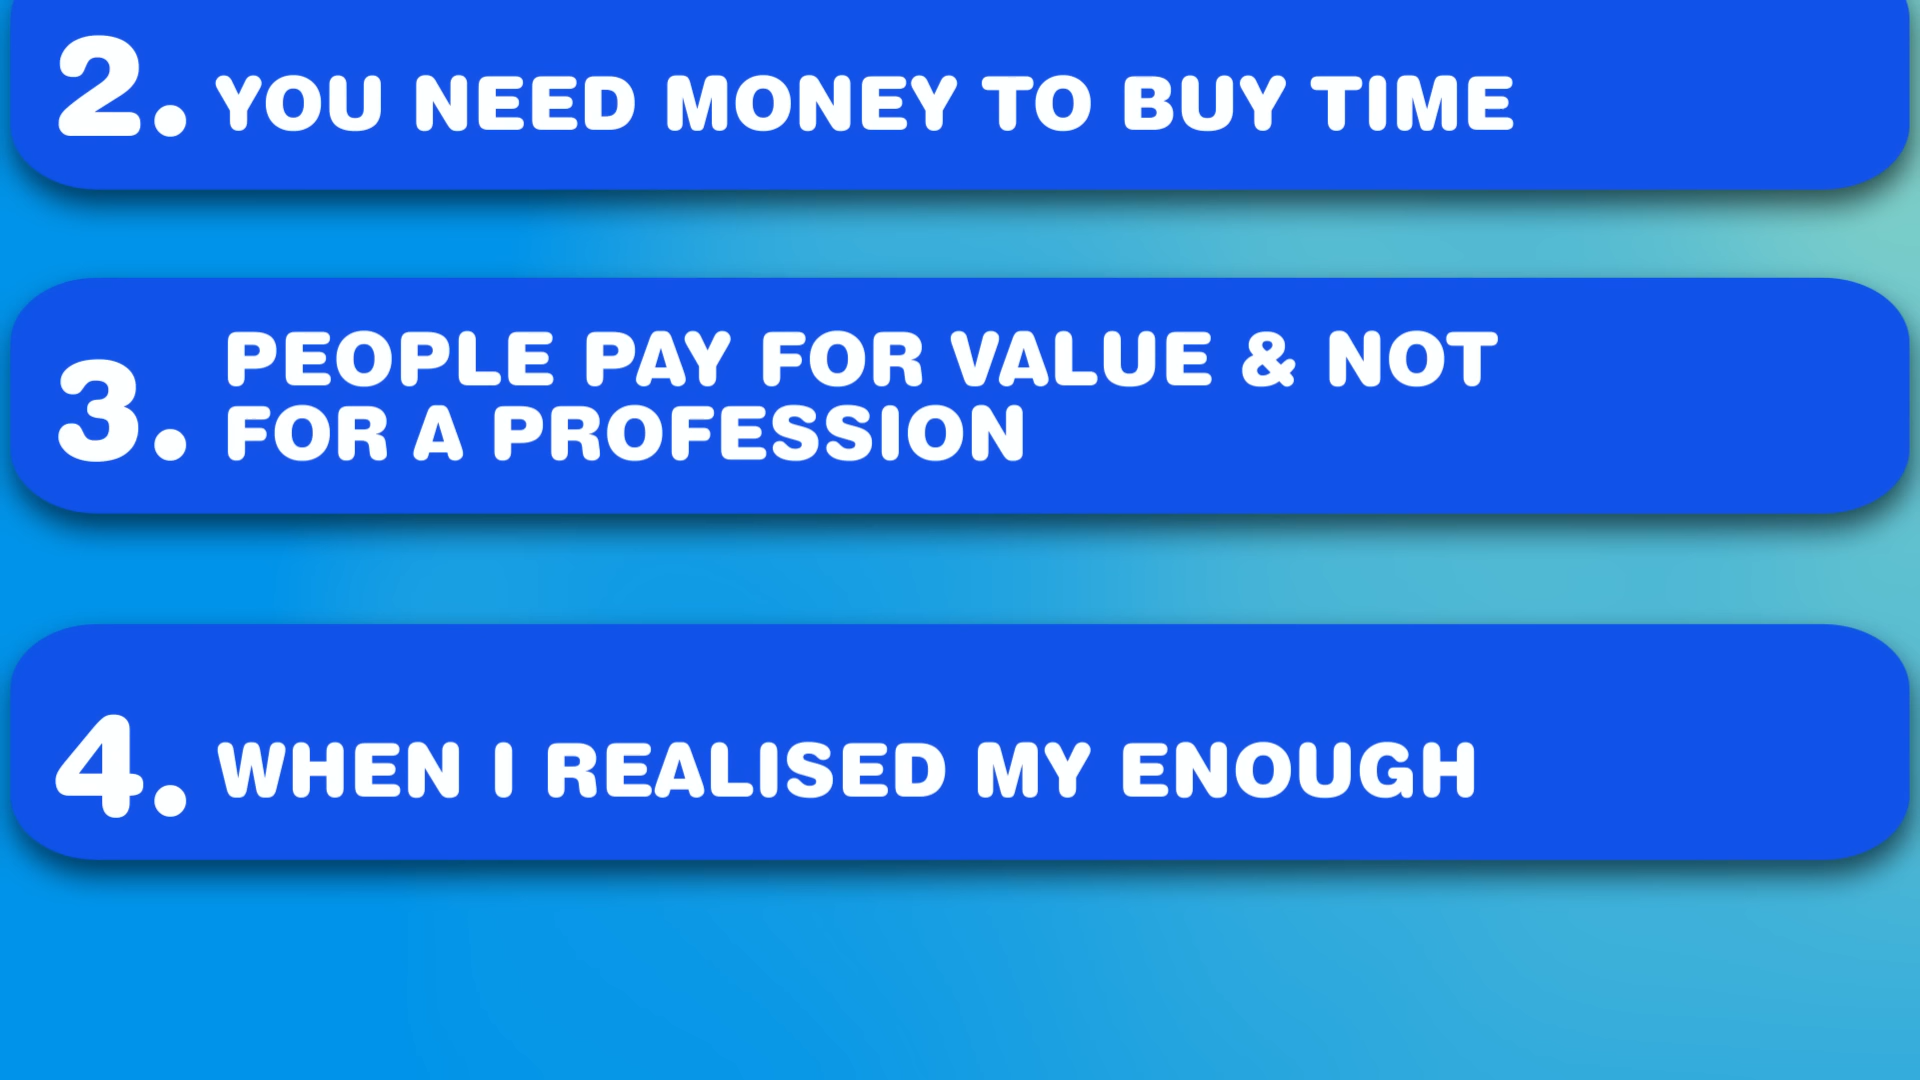 2. YOU NEED MONEY TO BUY TIME
3. PEOPLE PAY FOR VALUE & NOT
FOR A PROFESSION
4. WHEN I REALISED MY ENOUGH